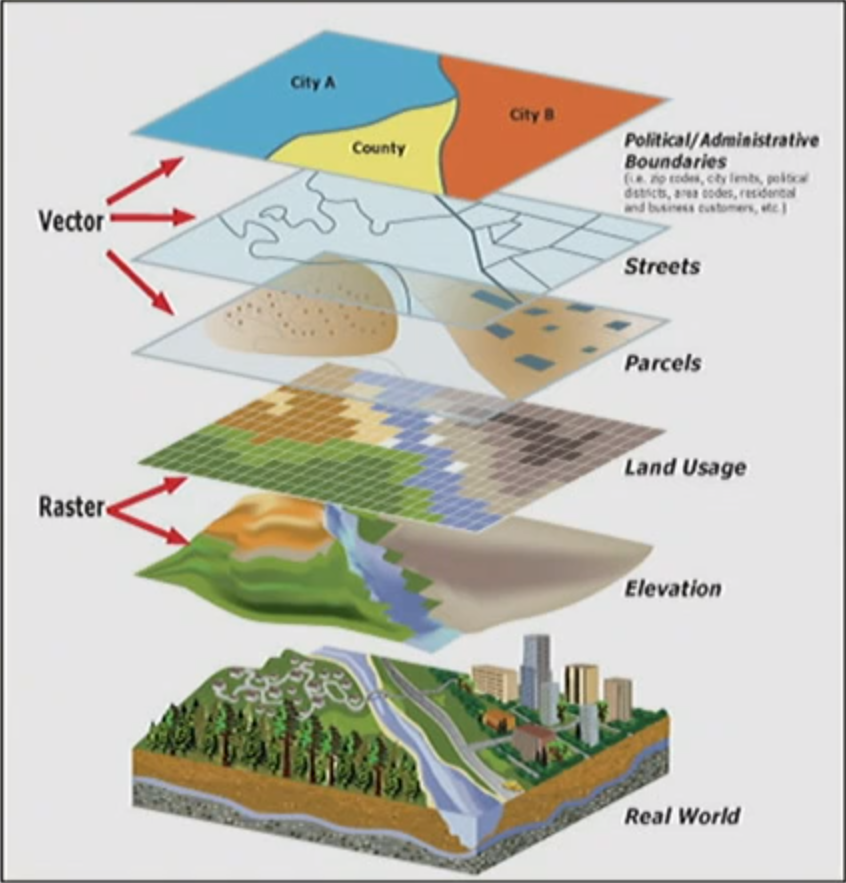 City A
City B
County
Political/Administrative
Boundaries
(i.e. zip codes, city limits, political
districts, area codes, residential
and business customers, etc.)
Vector
Streets
Parcels
Land Usage
Raster
Elevation
Real World